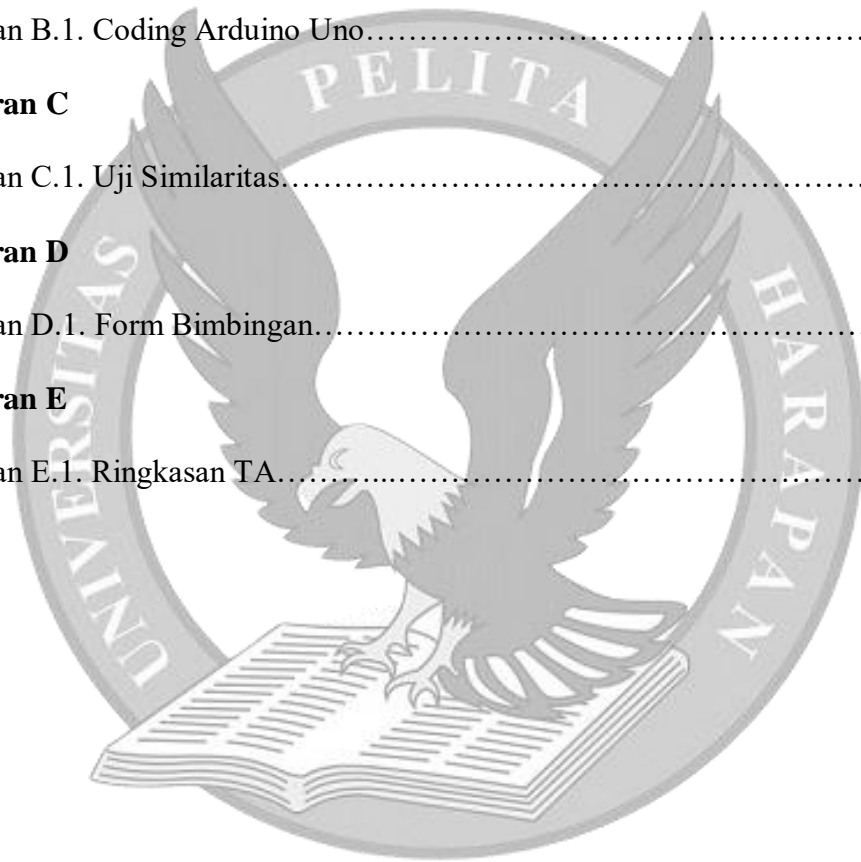 an B.1. Coding Arduino Uno……………………………………………
ran C
an C.1. Uji Similaritas……………………………………………………
ran D
an D.1. Form Bimbingan…………………………………………………
ran E
an E.1. Ringkasan TA………...…………………………………………
UNIVERSITAS PELITA HARAPAN